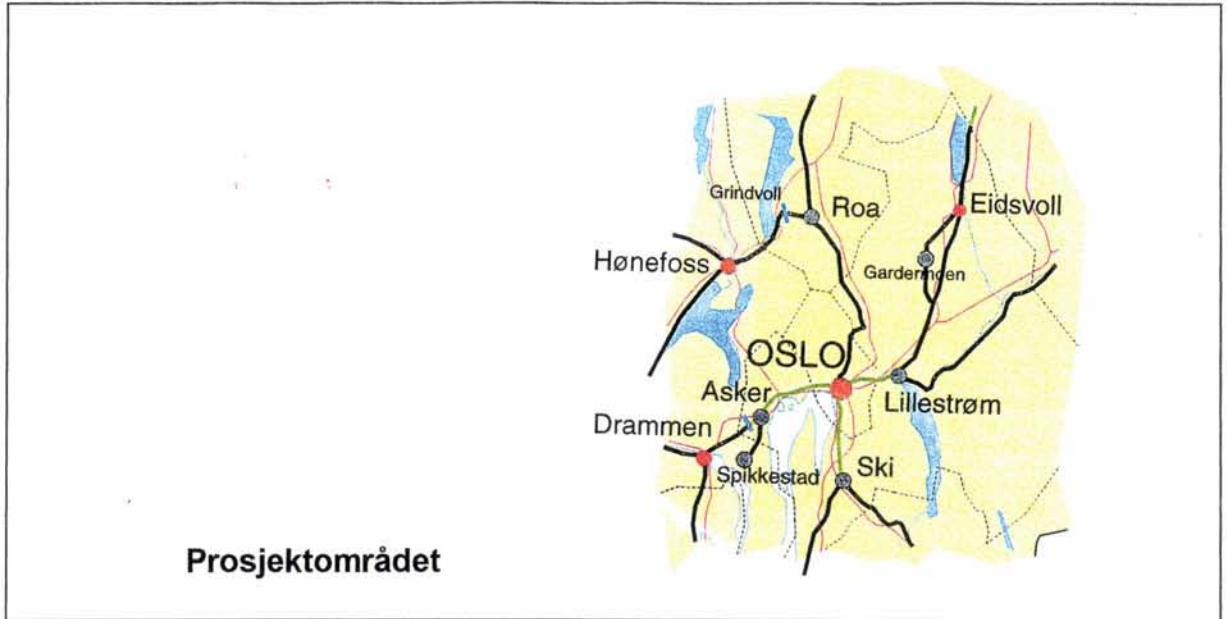 Grindvoll
Roa
Eidsvoll
Hønefoss
Gardermoen
OSLO
Asker
Lillestrøm
Drammen
Spikkestad
Ski
Prosjektområdet